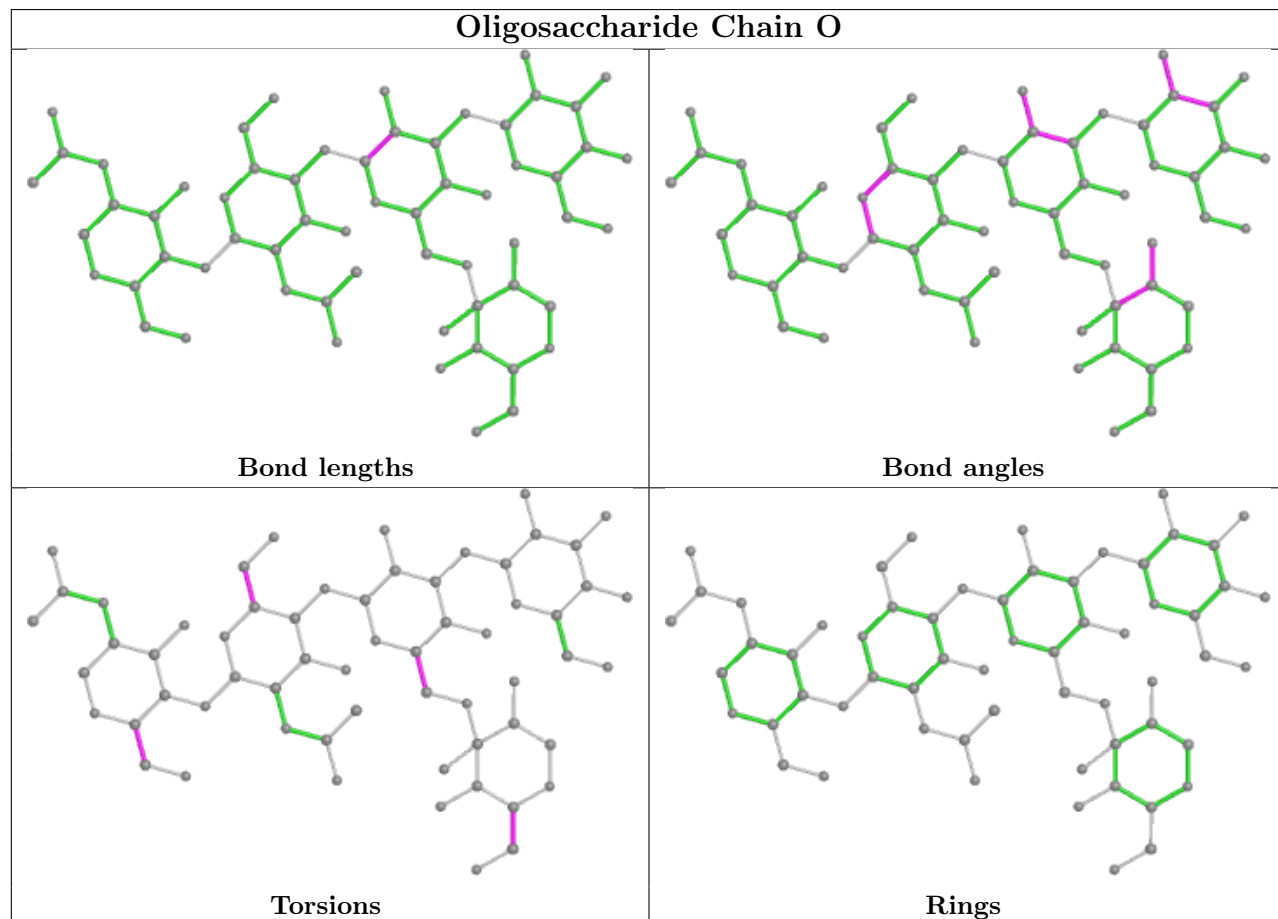 Oligosaccharide Chain O
Bond lengths
Bond angles
Torsions
Rings